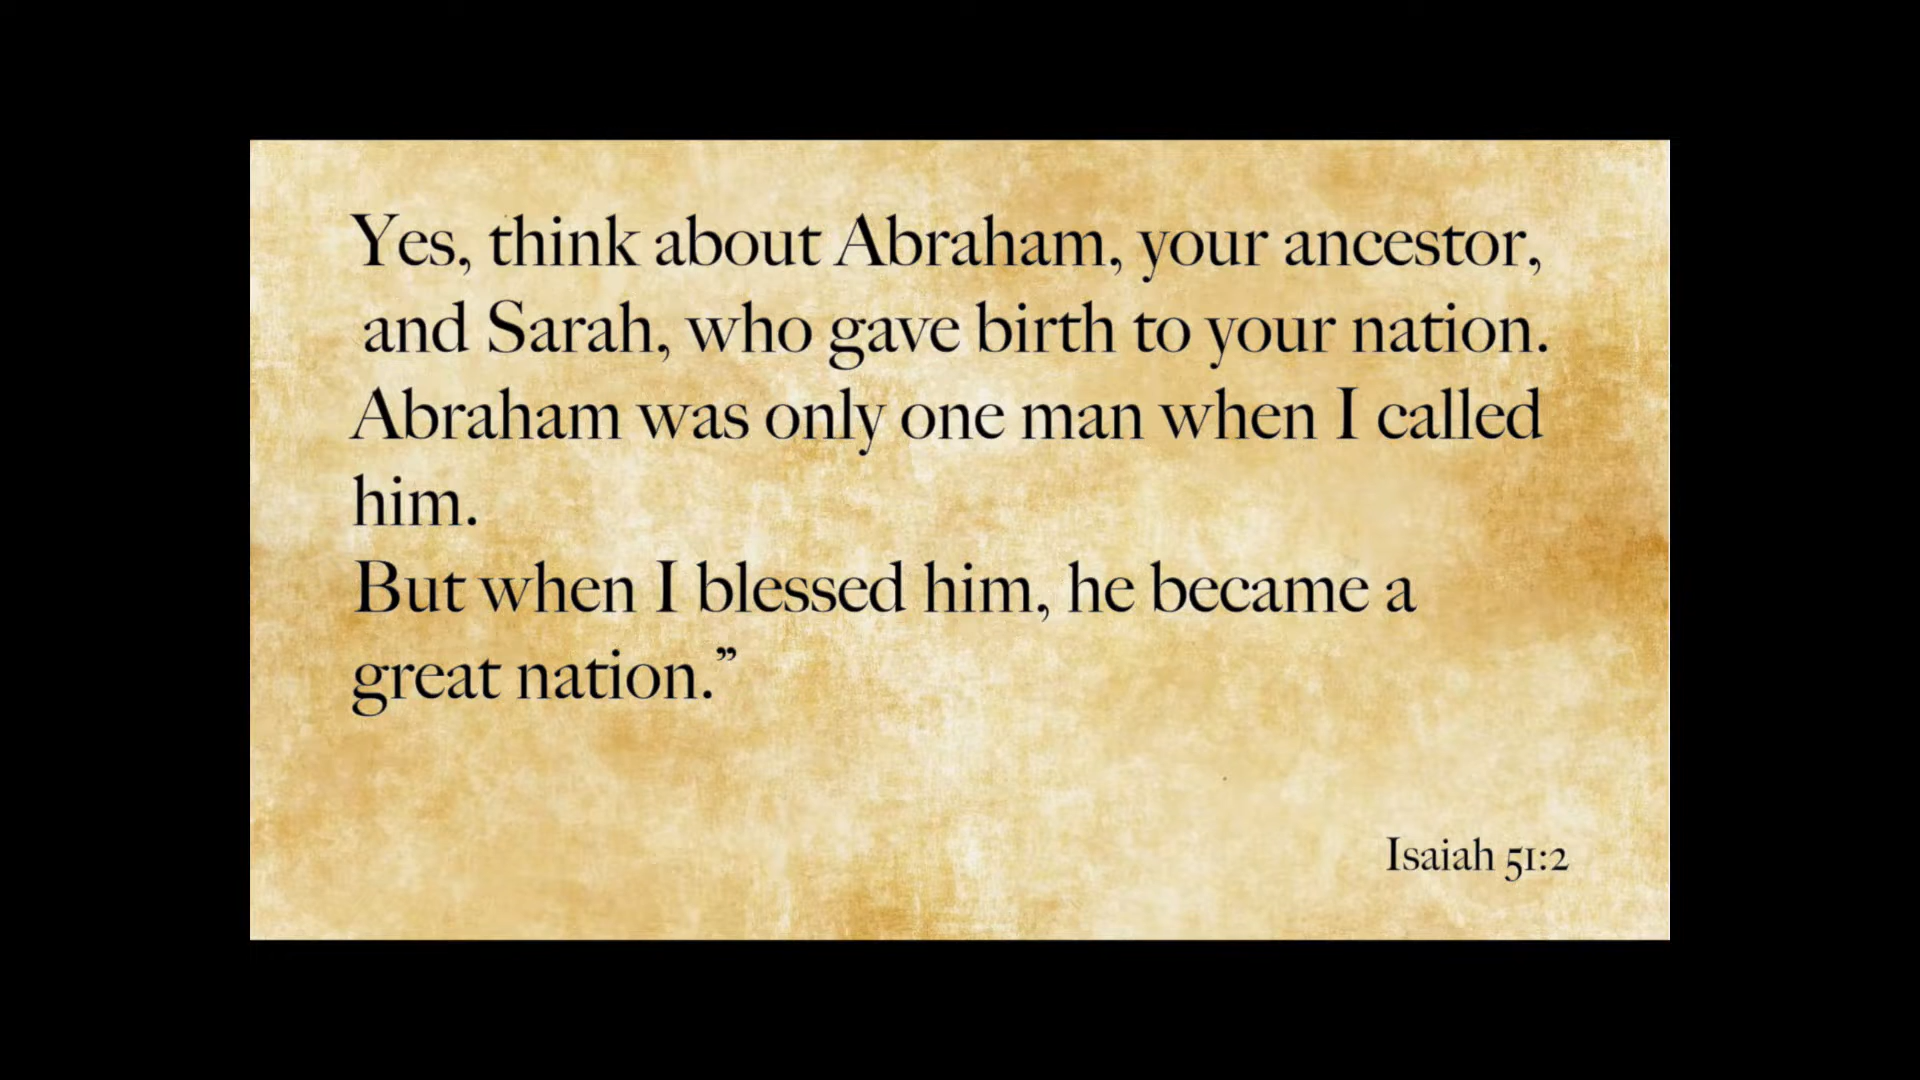 Yes, think about Abraham, your ancestor,
and Sarah, who gave birth to your nation.
Abraham was only one man when I called
him.
But when I blessed him, he became a
great nation.”
Isaiah 51:2